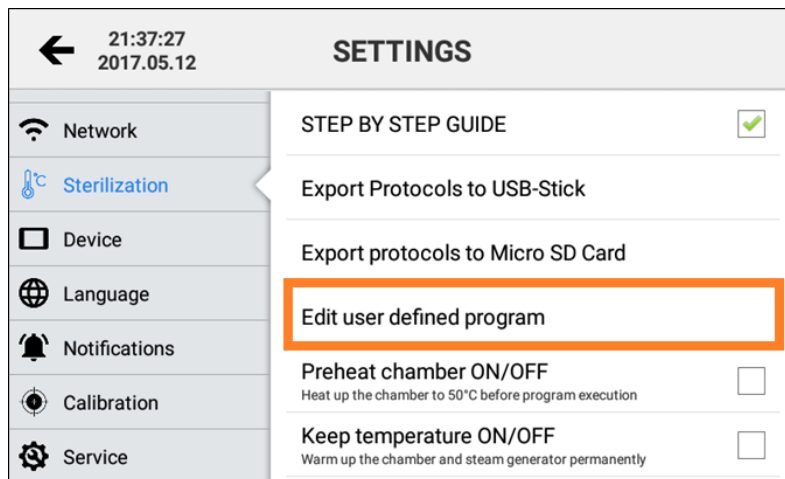 21:37:27
2017.05.12
SETTINGS
Network
°C
Sterilization
Device
Language
Notifications
Calibration
Service
STEP BY STEP GUIDE
Export Protocols to USB-Stick
Export protocols to Micro SD Card
Edit user defined program
Preheat chamber ON/OFF
Heat up the chamber to 50°C before program execution
Keep temperature ON/OFF
Warm up the chamber and steam generator permanently